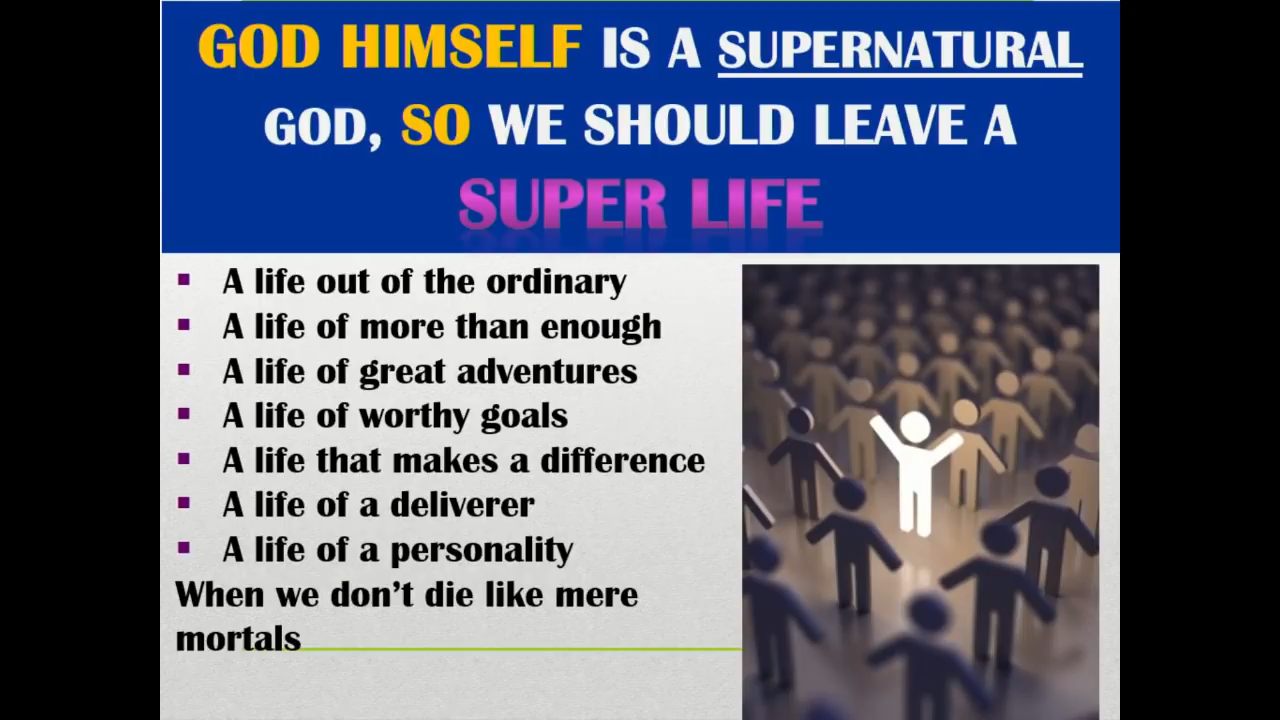 GOD HIMSELF IS A SUPERNATURAL
GOD, SO WE SHOULD LEAVE A
SUPER LIFE
▪ A life out of the ordinary
▪ A life of more than enough
▪ A life of great adventures
▪ A life of worthy goals
▪ A life that makes a difference
▪ A life of a deliverer
▪ A life of a personality
When we don’t die like mere
mortals